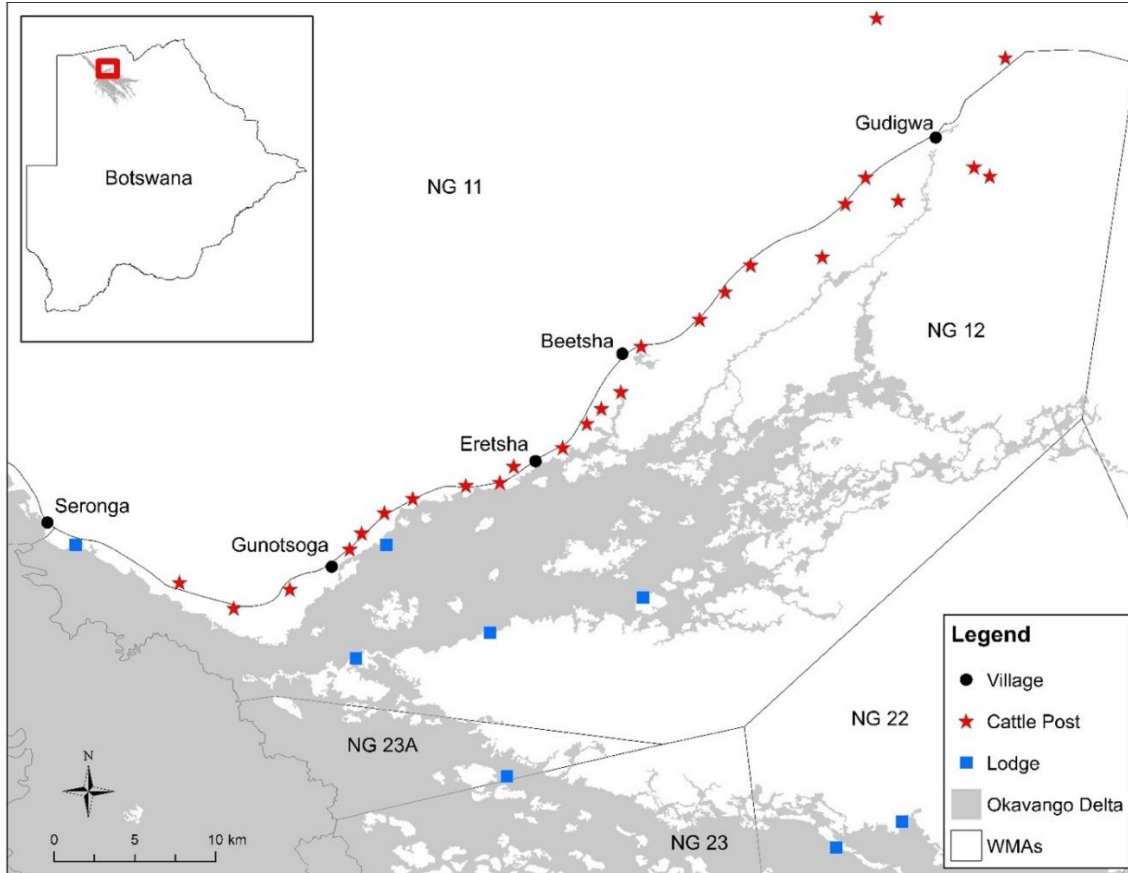 Botswana
NG 11
Gudigwa
Beetsha
NG 12
Eretsha
Seronga
Gunotsoga
NG 22
NG 23A
NG 23
N
0 5 10 km
Legend
Village
Cattle Post
Lodge
Okavango Delta
WMAs